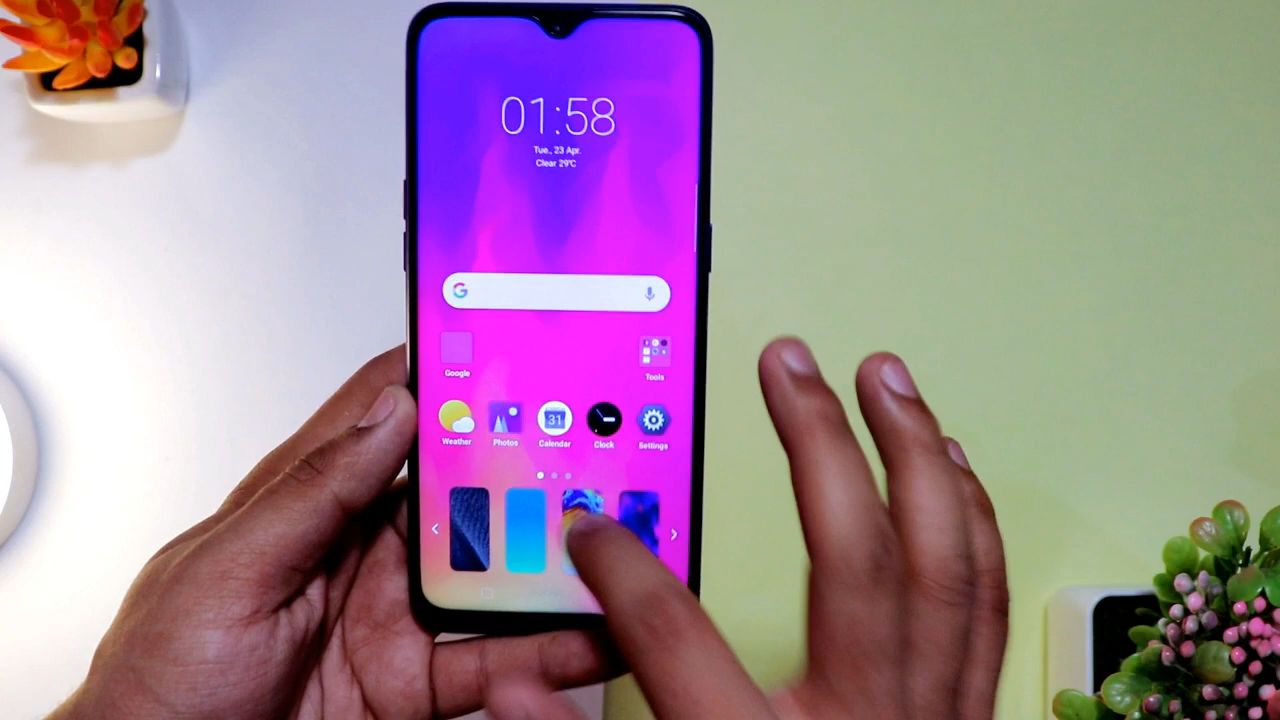 01:58
Tue., 23 Apr.
Clear 29°C
G
Google
Tools
31
Weather
Photos
Calendar
Clock
Settings